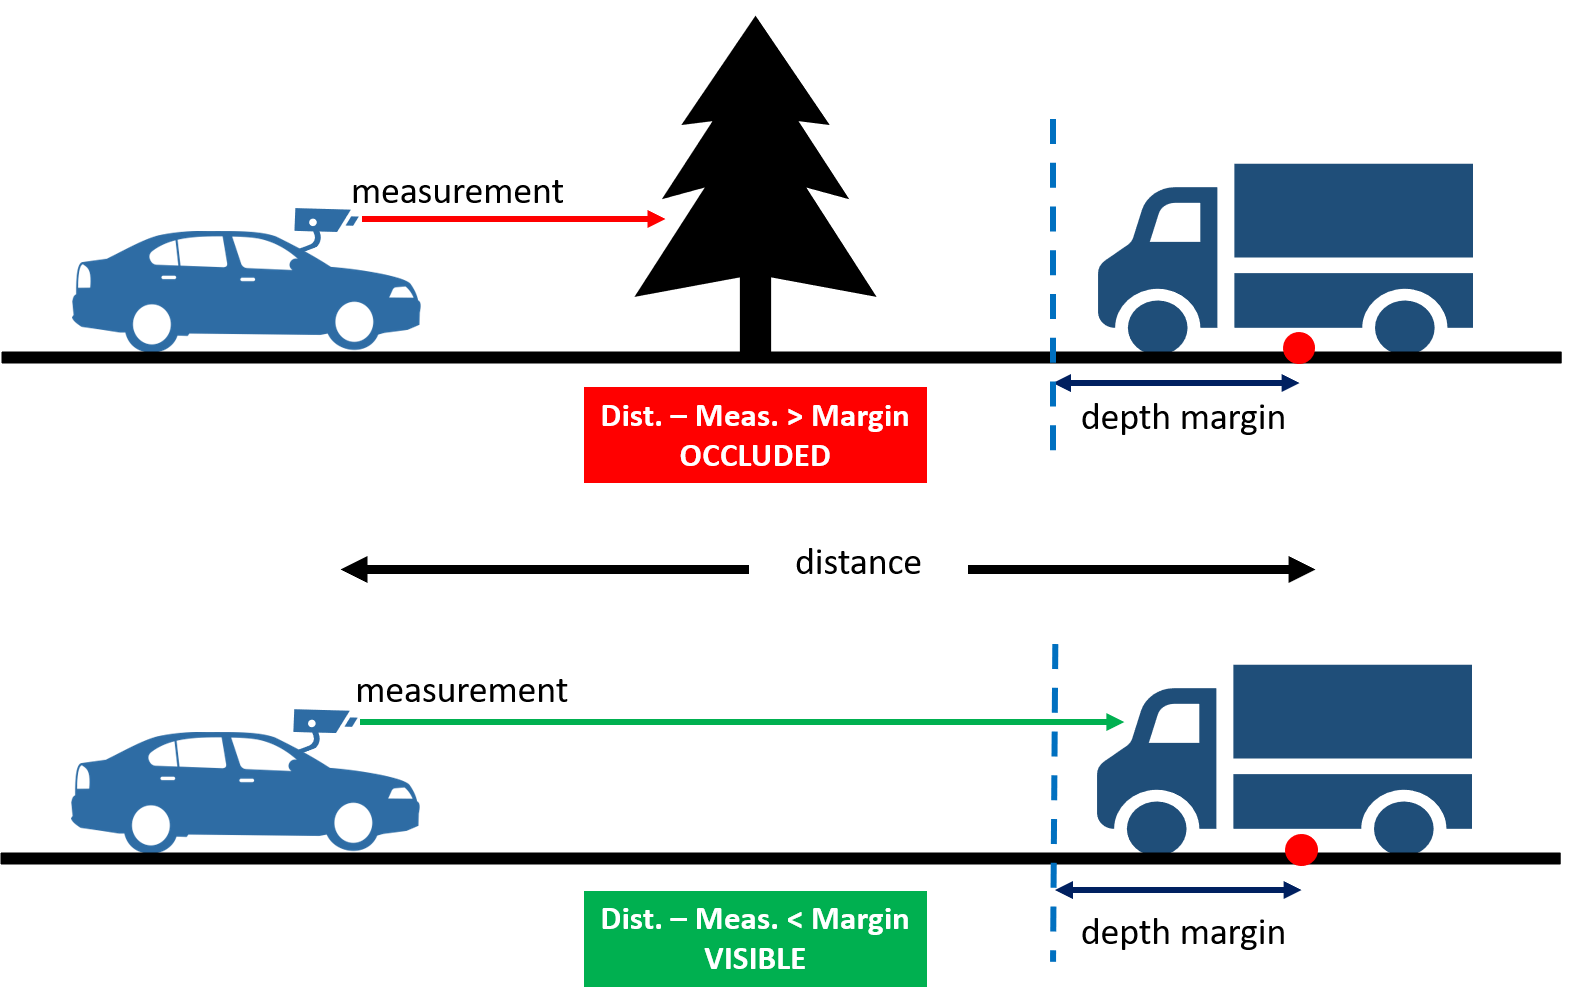 measurement
Dist. – Meas. > Margin
OCCLUDED
depth margin
distance
measurement
Dist. – Meas. < Margin
VISIBLE
depth margin